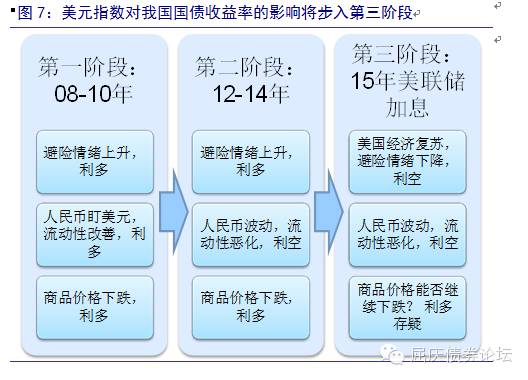 ▪图 7：美元指数对我国国债收益率的影响将步入第三阶段
第一阶段：
08-10年
避险情绪上升，
利多
人民币盯美元，
流动性改善，利
多
商品价格下跌，
利多
第二阶段：
12-14年
避险情绪上升，
利多
人民币波动，流
动性恶化，利空
商品价格下跌，
利多
第三阶段：
15年美联储
加息
美国经济复苏，
避险情绪下降，
利空
人民币波动，流
动性恶化，利空
商品价格能否继
续下跌？ 利多
存疑
屈庆债券论坛